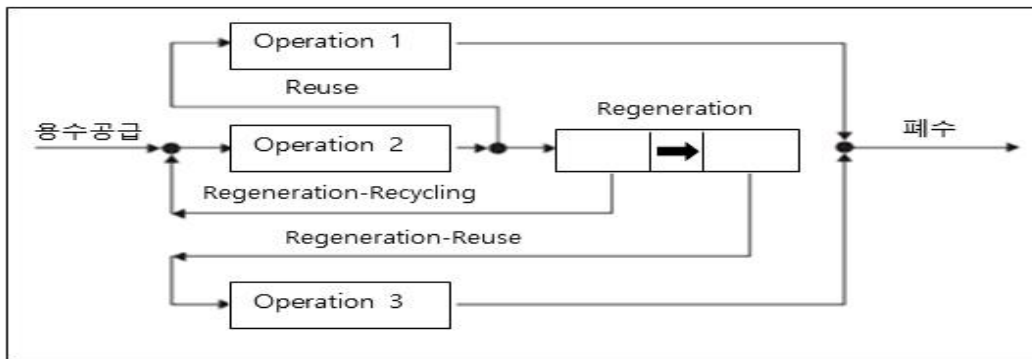 Operation 1
Reuse
Regeneration
용수공급
Operation 2
폐수
Regeneration-Recycling
Regeneration-Reuse
Operation 3